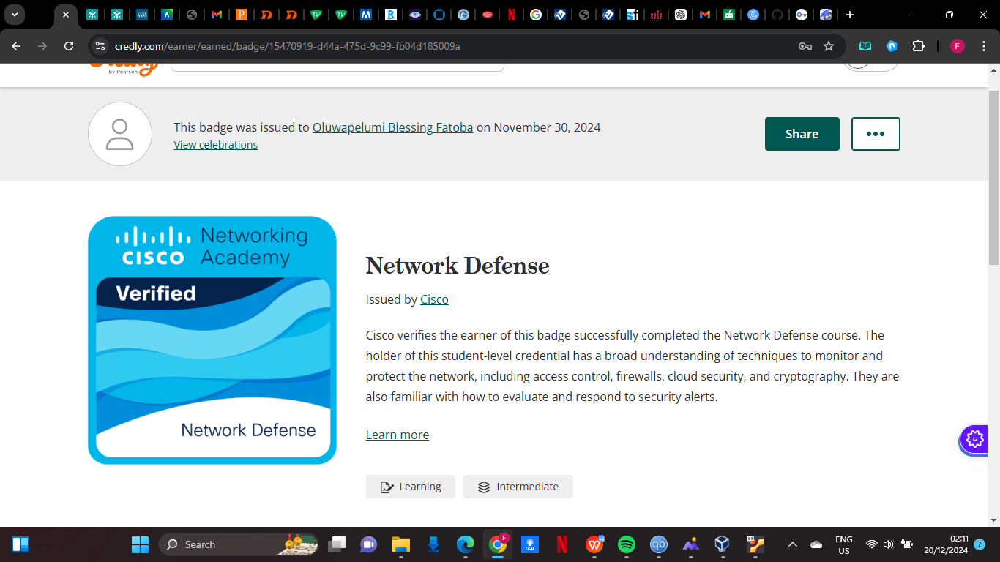 credly.com/earner/earned/badge/15470919-d44a-475d-9c99-fb04d185009a
by Pearson
This badge was issued to Oluwapelumi Blessing Fatoba on November 30, 2024
View celebrations
Share
CISCO
Networking
Academy
Verified
Network Defense
Network Defense
Issued by Cisco
Cisco verifies the earner of this badge successfully completed the Network Defense course. The
holder of this student-level credential has a broad understanding of techniques to monitor and
protect the network, including access control, firewalls, cloud security, and cryptography. They are
also familiar with how to evaluate and respond to security alerts.
Learn more
Learning
Intermediate
Search
ENG
US
02:11
20/12/2024
7